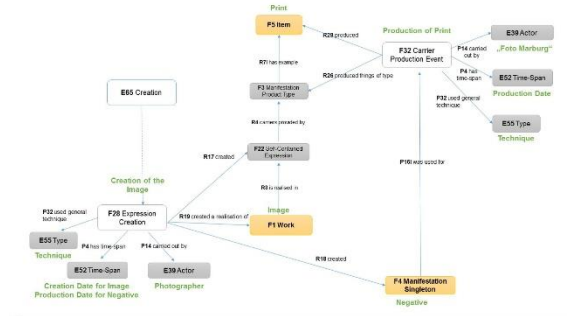 Print
F5 Item
R28 produced
Production of Print
F32 Carrier
Production Event
P14 carried
out by
E39 Actor
„Foto Marburg“
P4 has
time-span
E52 Time-Span
Production Date
P32 used general
technique
E55 Type
Technique
R7i has example
R26 produced things of type
F3 Manifestation
Product Type
E65 Creation
R4 carriers provided by
F22 Self-Contained
Expression
R17 created
P16i was used for
R9 is realised in
Creation of the
Image
Image
F28 Expression
Creation
R19 created a realisation of
F1 Work
P32 used general
technique
E55 Type
Technique
P4 has time-span
E52 Time-Span
Creation Date for Image
Production Date for Negative
P14 carried out by
E39 Actor
Photographer
R18 created
F4 Manifestation
Singleton
Negative